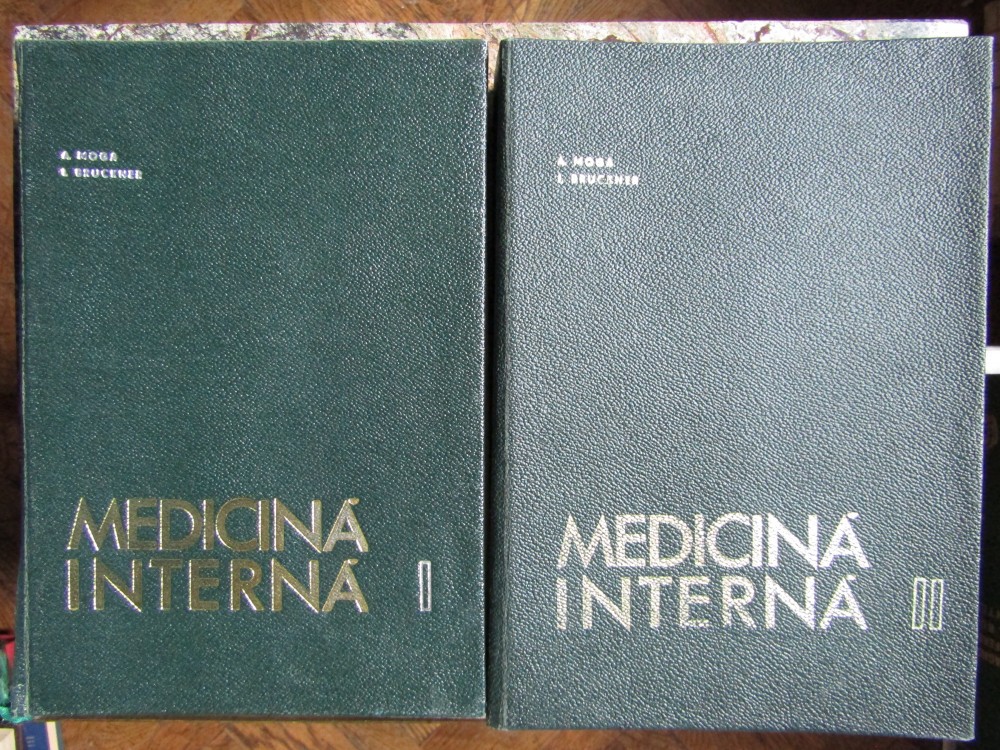 A. MOGA
I. BRUCKNER
MEDICINĂ
INTERNĂ I
A. MOGA
I. BRUCKNER
MEDICINĂ
INTERNĂ II